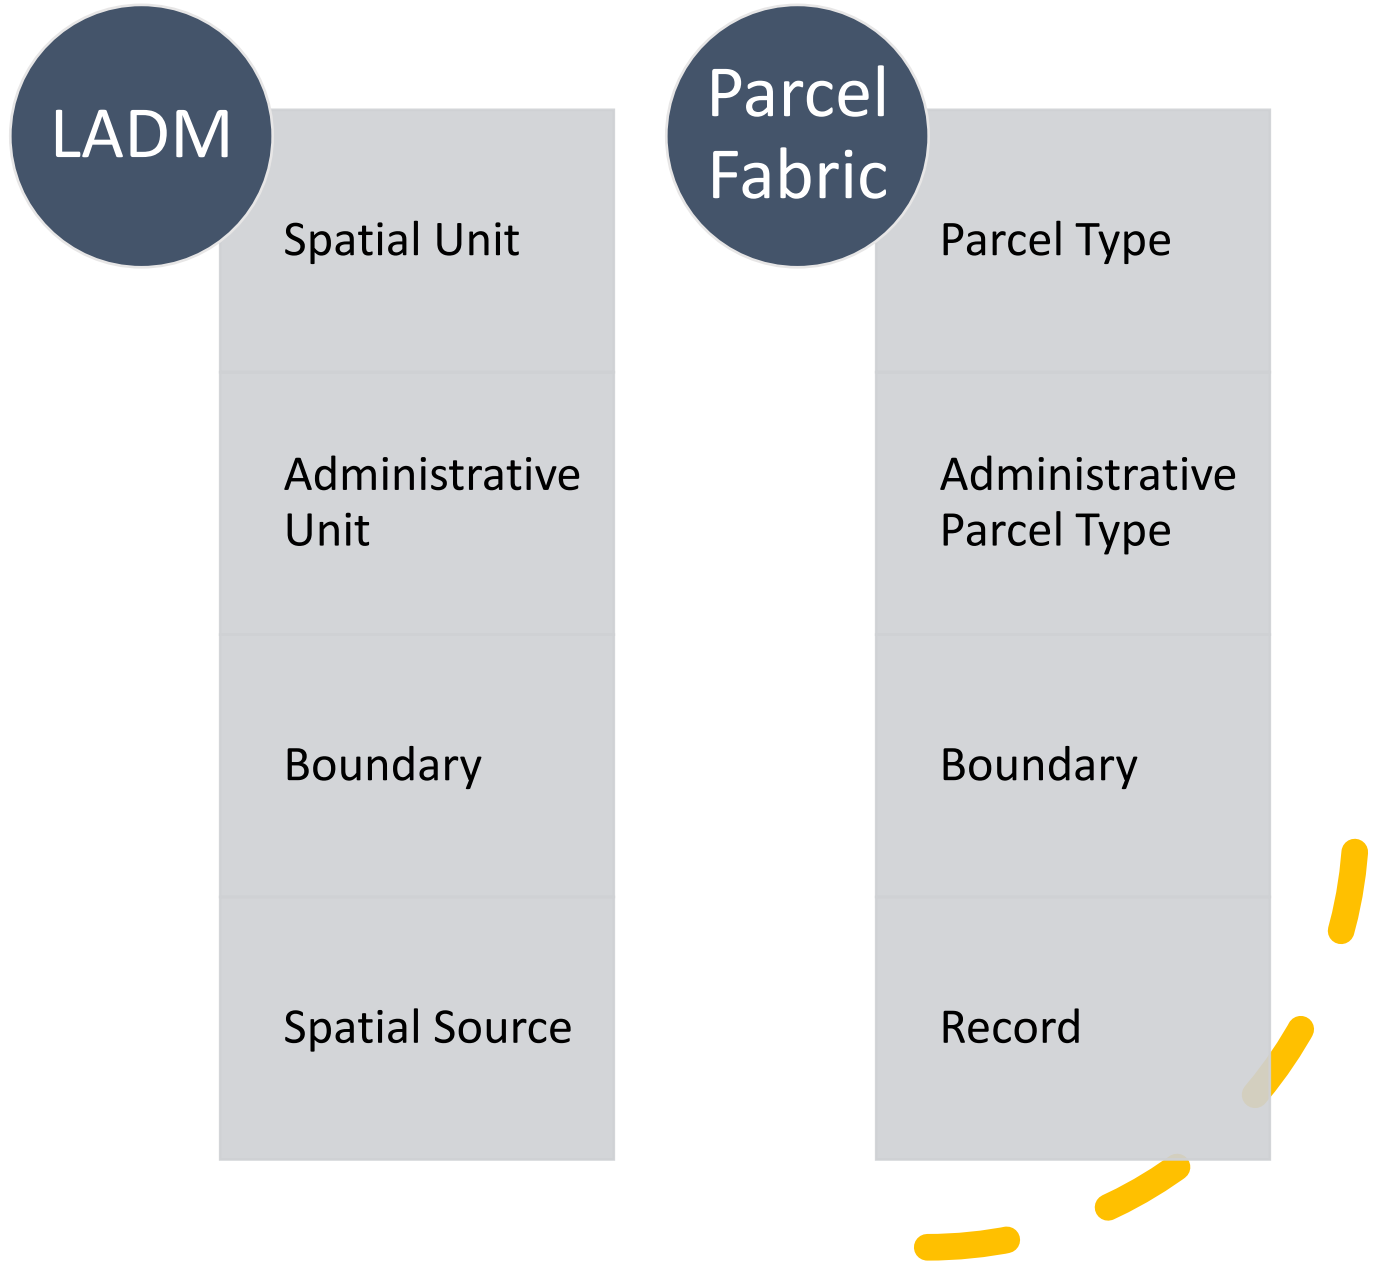 LADM
Spatial Unit
Administrative
Unit
Boundary
Spatial Source
Parcel
Fabric
Parcel Type
Administrative
Parcel Type
Boundary
Record